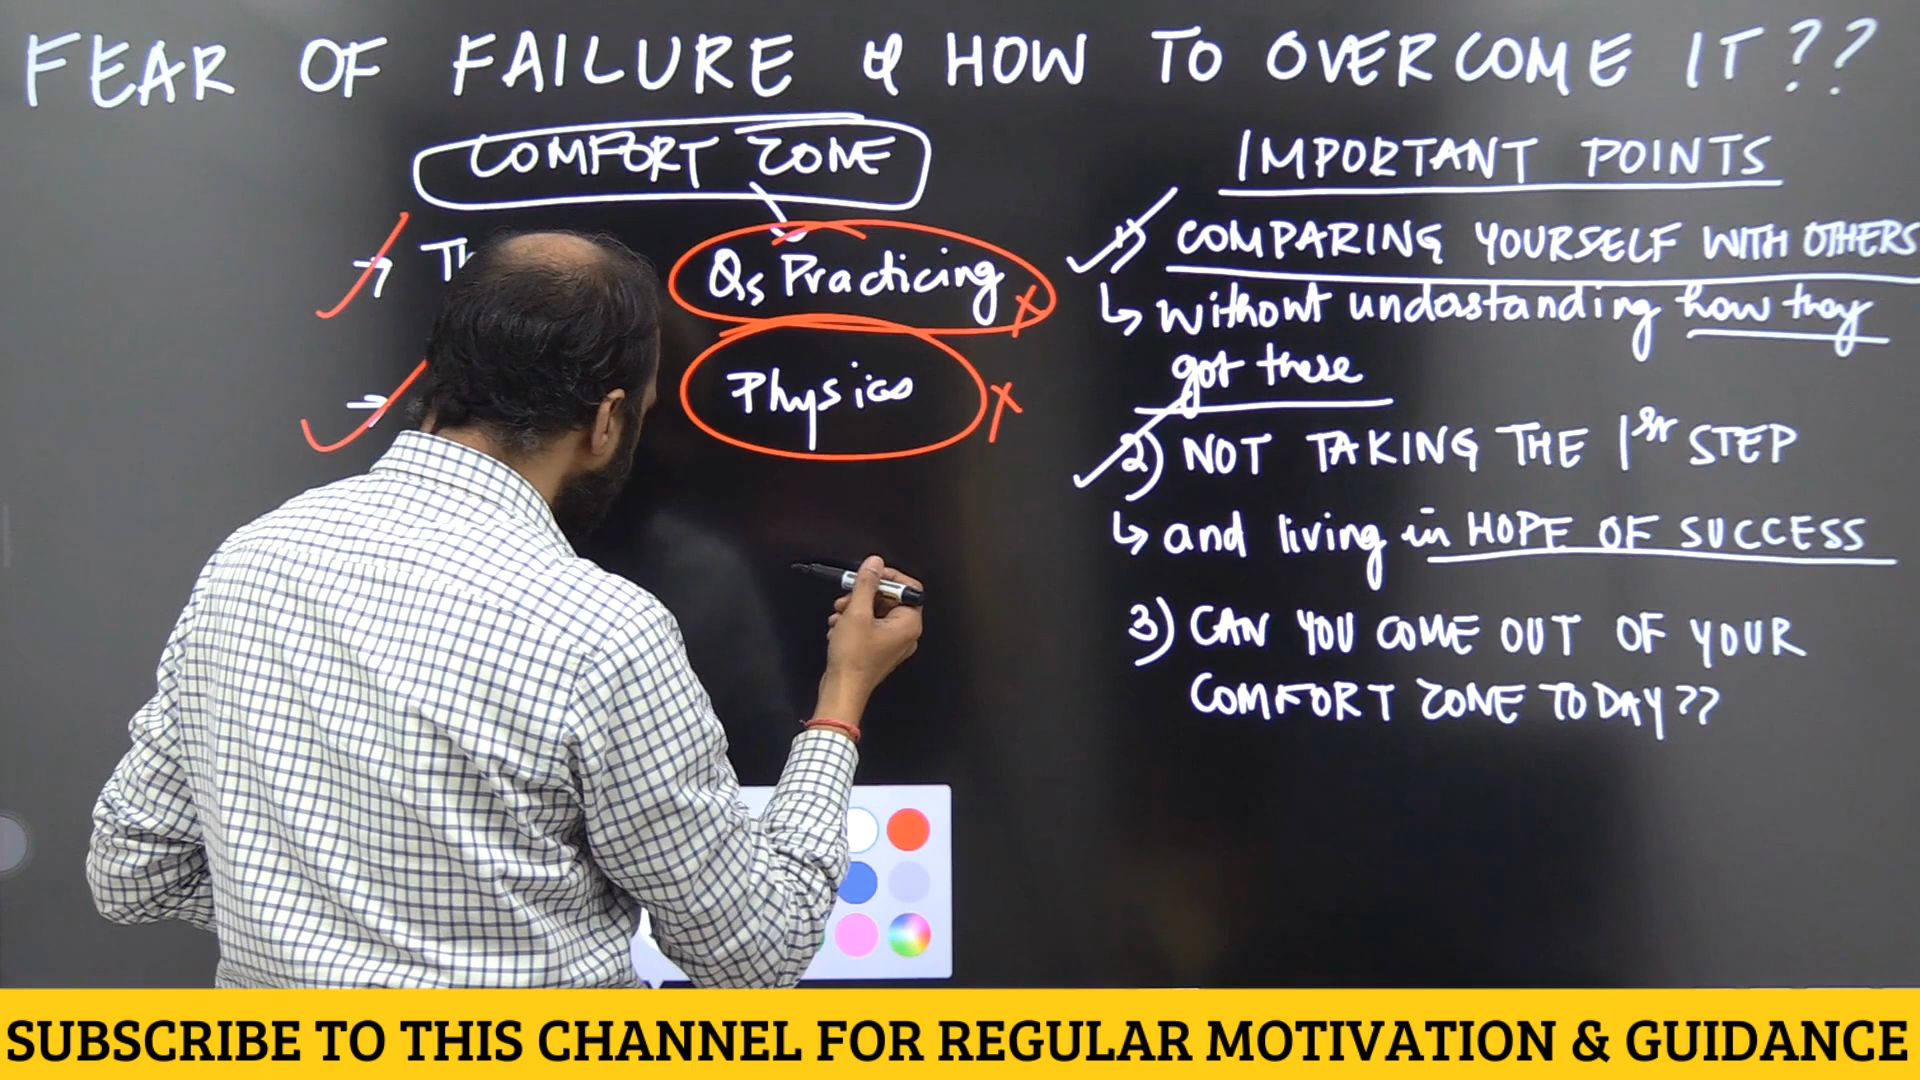 FEAR OF FAILURE & HOW TO OVERCOME IT??
COMFORT ZONE
→ Th
Qs Practicing x
→
Physics x
IMPORTANT POINTS
1) COMPARING YOURSELF WITH OTHERS
↳ without understanding how they
got these
2) NOT TAKING THE 1st STEP
↳ and living in HOPE OF SUCCESS
3) CAN YOU COME OUT OF YOUR
COMFORT ZONE TODAY??
SUBSCRIBE TO THIS CHANNEL FOR REGULAR MOTIVATION & GUIDANCE